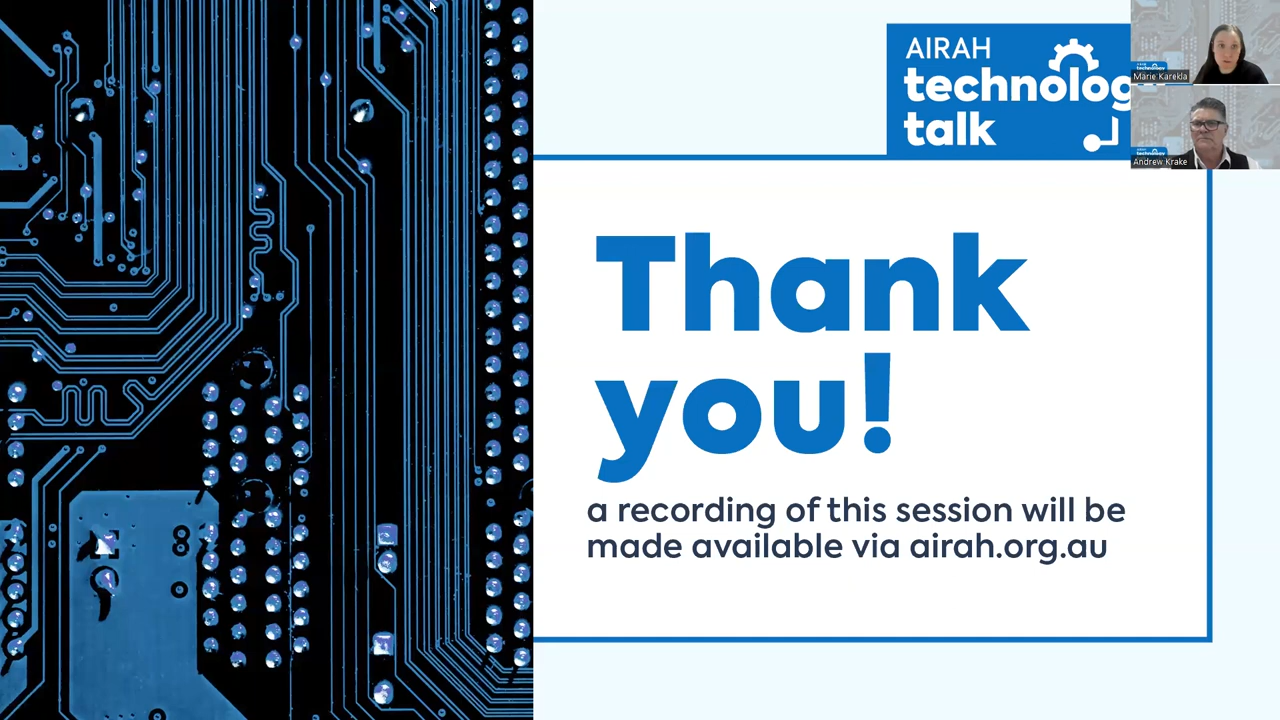 AIRAH
technolog
talk
Marie Karekla
Andrew Krake
Thank
you!
a recording of this session will be
made available via airah.org.au